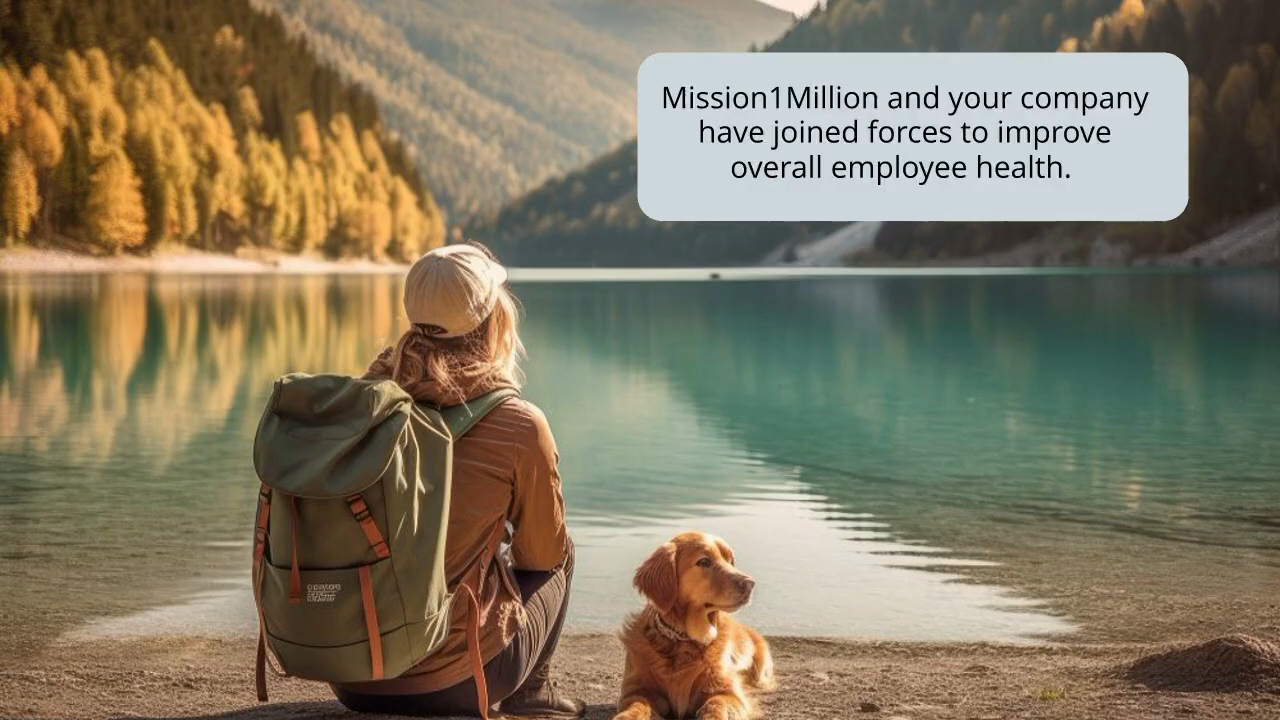 Mission1Million and your company
have joined forces to improve
overall employee health.